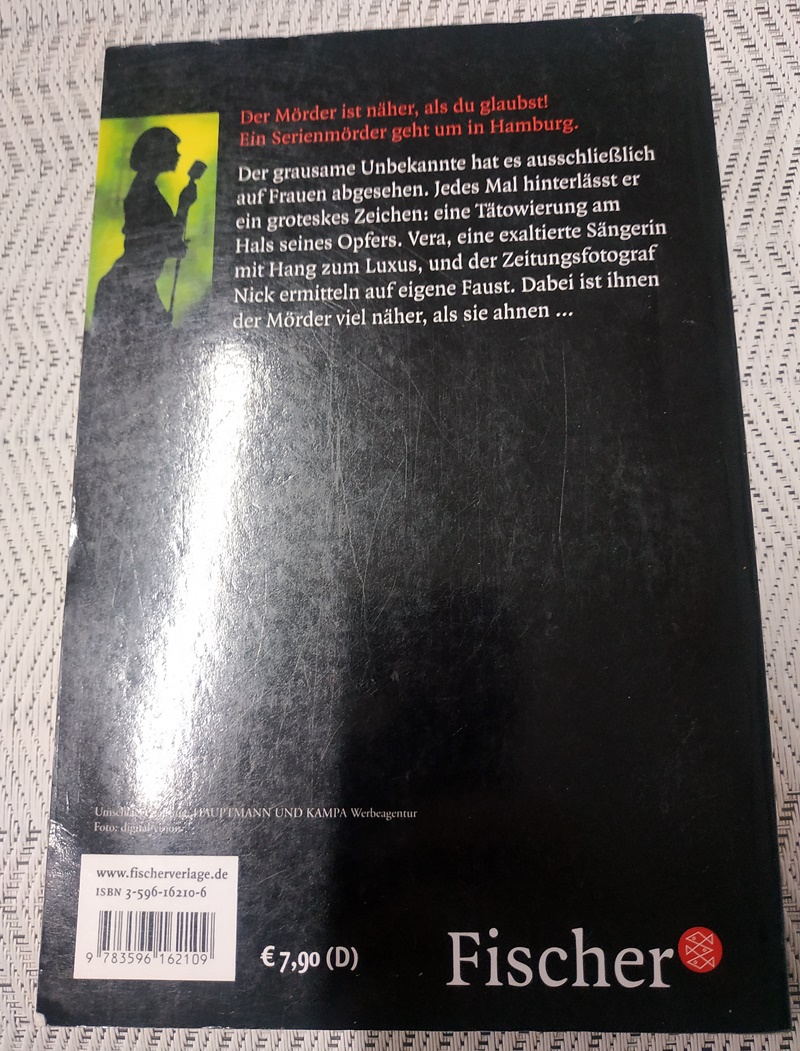 Der Mörder ist näher, als du glaubst!
Ein Serienmörder geht um in Hamburg.
Der grausame Unbekannte hat es ausschließlich
auf Frauen abgesehen. Jedes Mal hinterlässt er
ein groteskes Zeichen: eine Tätowierung am
Hals seines Opfers. Vera, eine exaltierte Sängerin
mit Hang zum Luxus, und der Zeitungsfotograf
Nick ermitteln auf eigene Faust. Dabei ist ihnen
der Mörder viel näher, als sie ahnen ...
HAUPTMANN UND KAMPA Werbeagentur
Foto: digital vision
www.fischerverlage.de
ISBN 3-596-16210-6
9 783596 162109
€ 7,90 (D)
Fischer